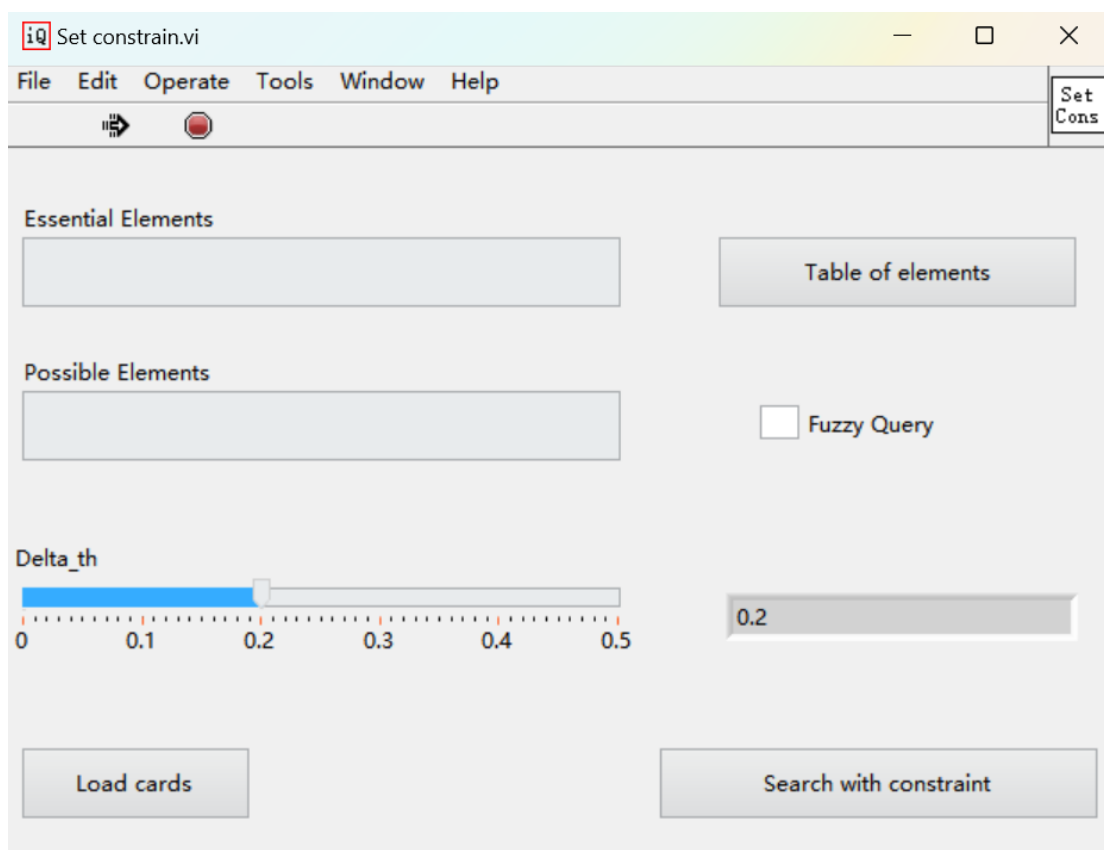 iQ Set constrain.vi
File Edit Operate Tools Window Help
Set
Cons
Essential Elements
Table of elements
Possible Elements
Fuzzy Query
Delta_th
0 0.1 0.2 0.3 0.4 0.5
0.2
Load cards
Search with constraint